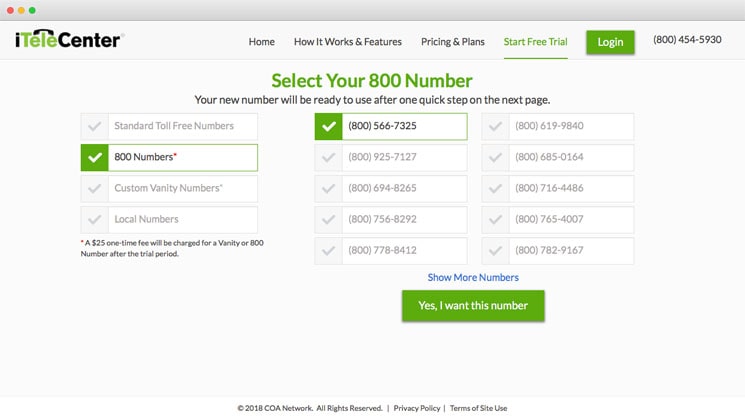 iTeleCenter®
Home How It Works & Features Pricing & Plans Start Free Trial Login (800) 454-5930
Select Your 800 Number
Your new number will be ready to use after one quick step on the next page.
Standard Toll Free Numbers
800 Numbers*
Custom Vanity Numbers*
Local Numbers
* A $25 one-time fee will be charged for a Vanity or 800
Number after the trial period.
(800) 566-7325 (800) 619-9840
(800) 925-7127 (800) 685-0164
(800) 694-8265 (800) 716-4486
(800) 756-8292 (800) 765-4007
(800) 778-8412 (800) 782-9167
Show More Numbers
Yes, I want this number
© 2018 COA Network. All Rights Reserved. | Privacy Policy | Terms of Site Use